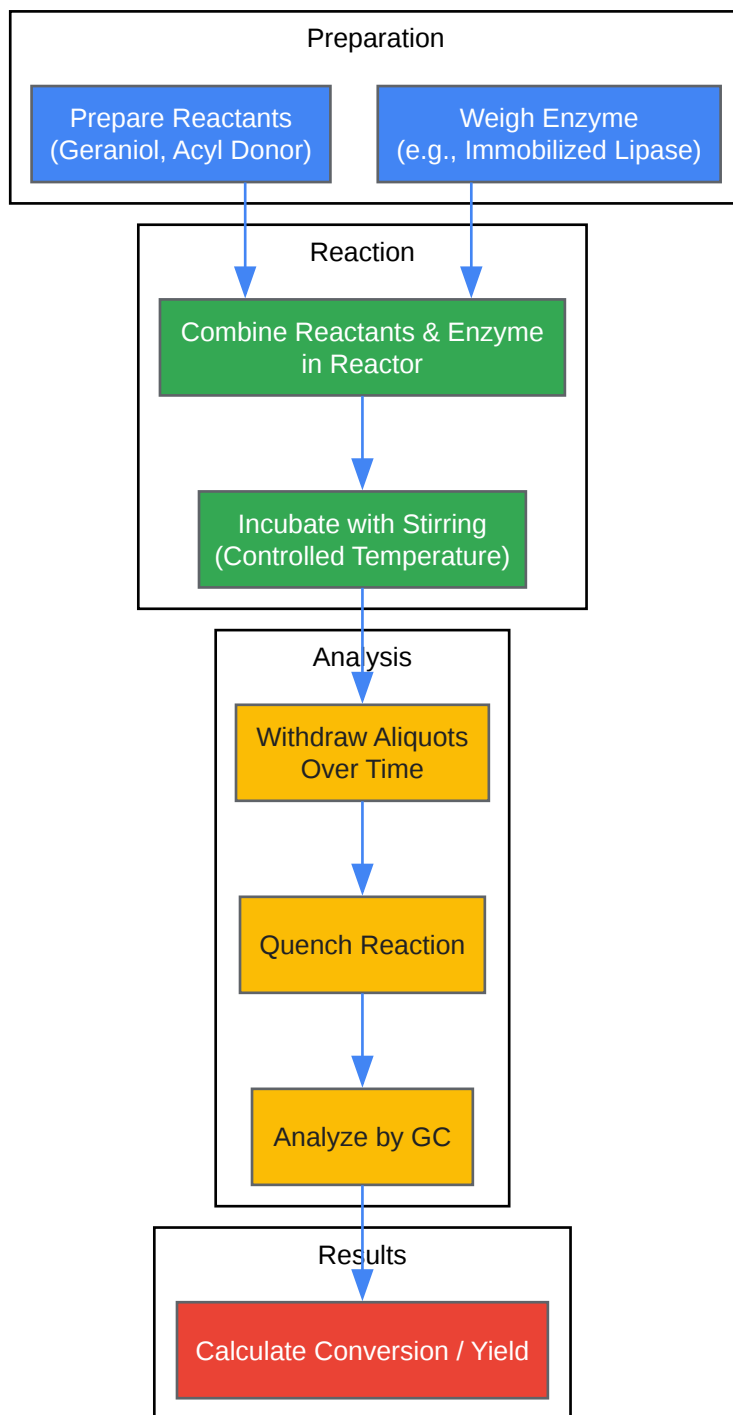 Preparation
Prepare Reactants
(Geraniol, Acyl Donor)
Weigh Enzyme
(e.g., Immobilized Lipase)
Reaction
Combine Reactants & Enzyme
in Reactor
Incubate with Stirring
(Controlled Temperature)
Analysis
Withdraw Aliquots
Over Time
Quench Reaction
Analyze by GC
Results
Calculate Conversion / Yield